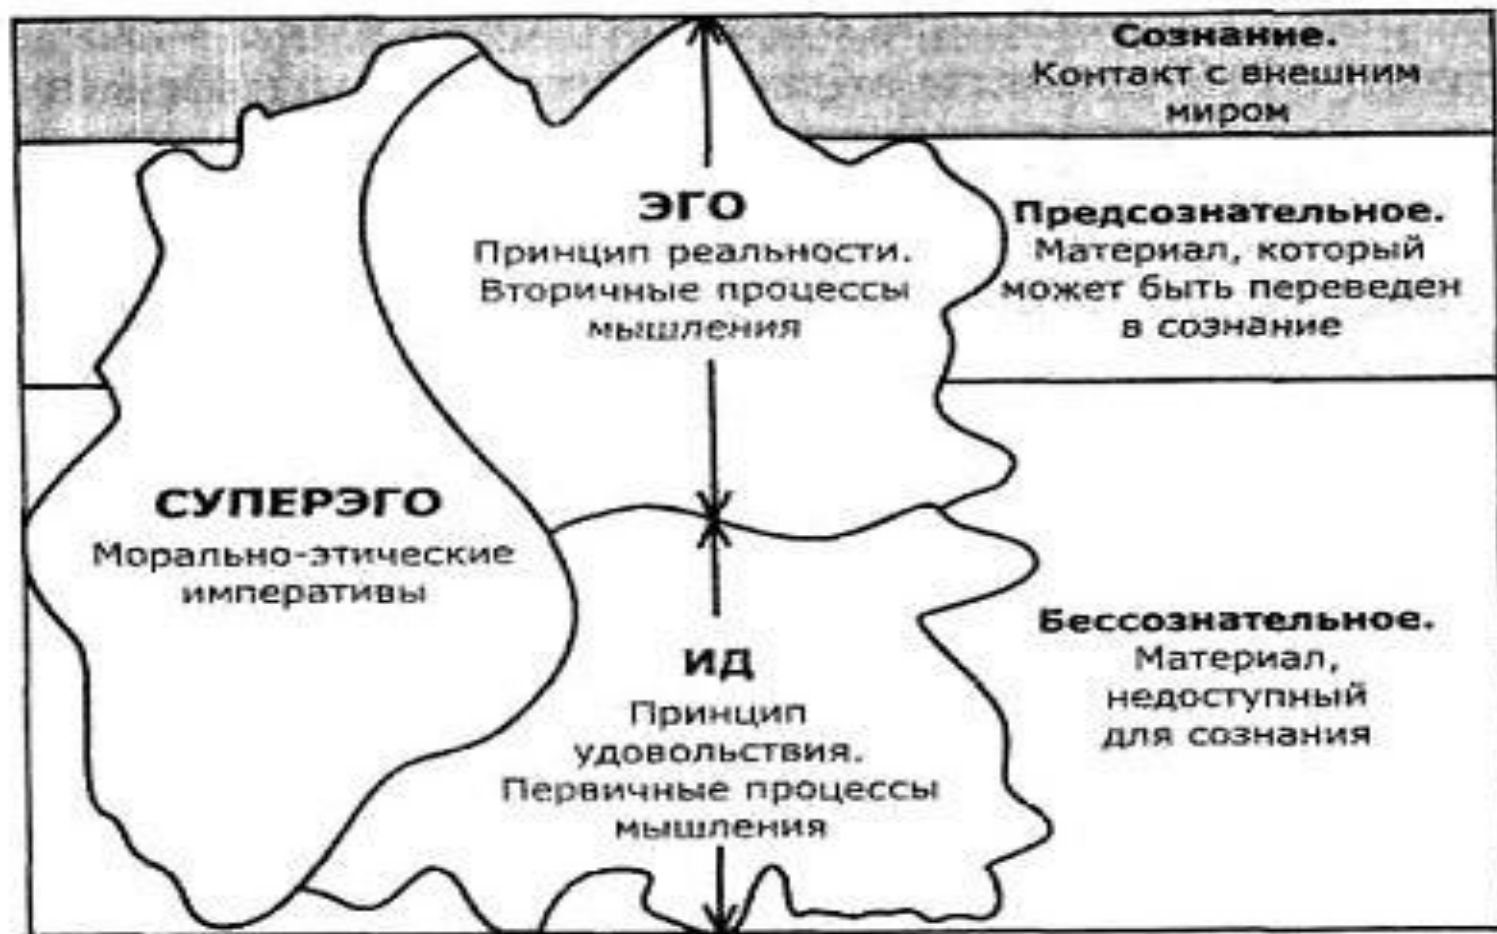 Сознание.
Контакт с внешним
миром
ЭГО
Принцип реальности.
Вторичные процессы
мышления
Предсознательное.
Материал, который
может быть переведен
в сознание
СУПЕРЭГО
Морально-этические
императивы
ИД
Принцип
удовольствия.
Первичные процессы
мышления
Бессознательное.
Материал,
недоступный
для сознания